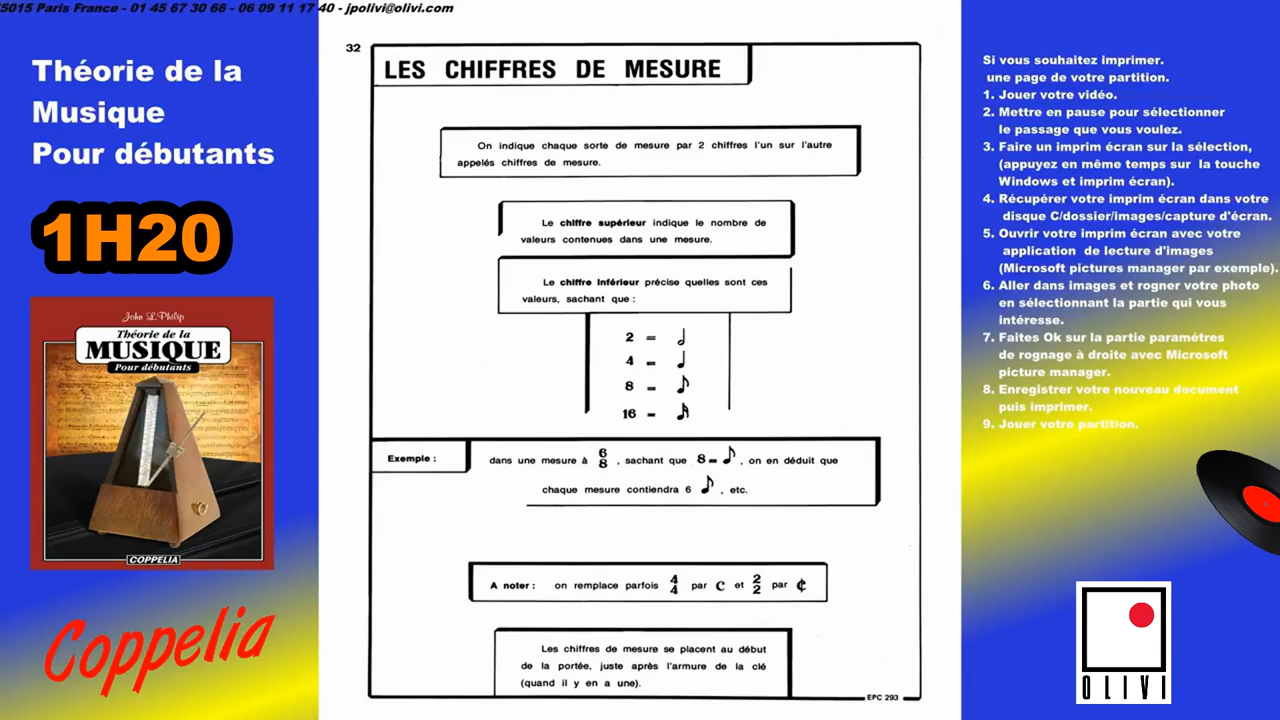 5015 Paris France - 01 45 67 30 66 - 06 09 11 17 40 - jpolivi@olivi.com
Théorie de la
Musique
Pour débutants
1H20
John L. Philip
Théorie de la
MUSIQUE
Pour débutants
COPPELIA
Coppelia
32
LES CHIFFRES DE MESURE
On indique chaque sorte de mesure par 2 chiffres l'un sur l'autre
appelés chiffres de mesure.
Le chiffre supérieur indique le nombre de
valeurs contenues dans une mesure.
Le chiffre inférieur précise quelles sont ces
valeurs, sachant que :
2 = 𝅗𝅥
4 = ♩
8 = ♪
16 = 𝅘𝅥𝅯
Exemple : dans une mesure à 6/8 , sachant que 8 = ♪ , on en déduit que
chaque mesure contiendra 6 ♪ , etc.
A noter : on remplace parfois 4/4 par C et 2/2 par ¢
Les chiffres de mesure se placent au début
de la portée, juste après l'armure de la clé
(quand il y en a une).
EPC 293
Si vous souhaitez imprimer.
une page de votre partition.
1. Jouer votre vidéo.
2. Mettre en pause pour sélectionner
le passage que vous voulez.
3. Faire un imprim écran sur la sélection,
(appuyez en même temps sur la touche
Windows et imprim écran).
4. Récupérer votre imprim écran dans votre
disque C/dossier/images/capture d'écran.
5. Ouvrir votre imprim écran avec votre
application de lecture d'images
(Microsoft pictures manager par exemple).
6. Aller dans images et rogner votre photo
en sélectionnant la partie qui vous
intéresse.
7. Faites Ok sur la partie paramétres
de rognage à droite avec Microsoft
picture manager.
8. Enregistrer votre nouveau document
puis imprimer.
9. Jouer votre partition.
OLIVI